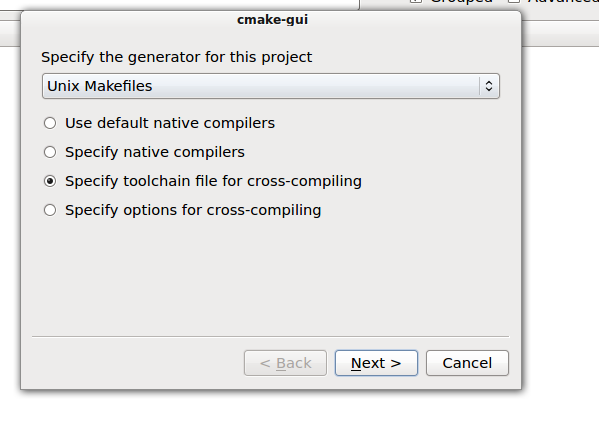 Grouped Advanced
cmake-gui
Specify the generator for this project
Unix Makefiles
Use default native compilers
Specify native compilers
Specify toolchain file for cross-compiling
Specify options for cross-compiling
< Back Next > Cancel